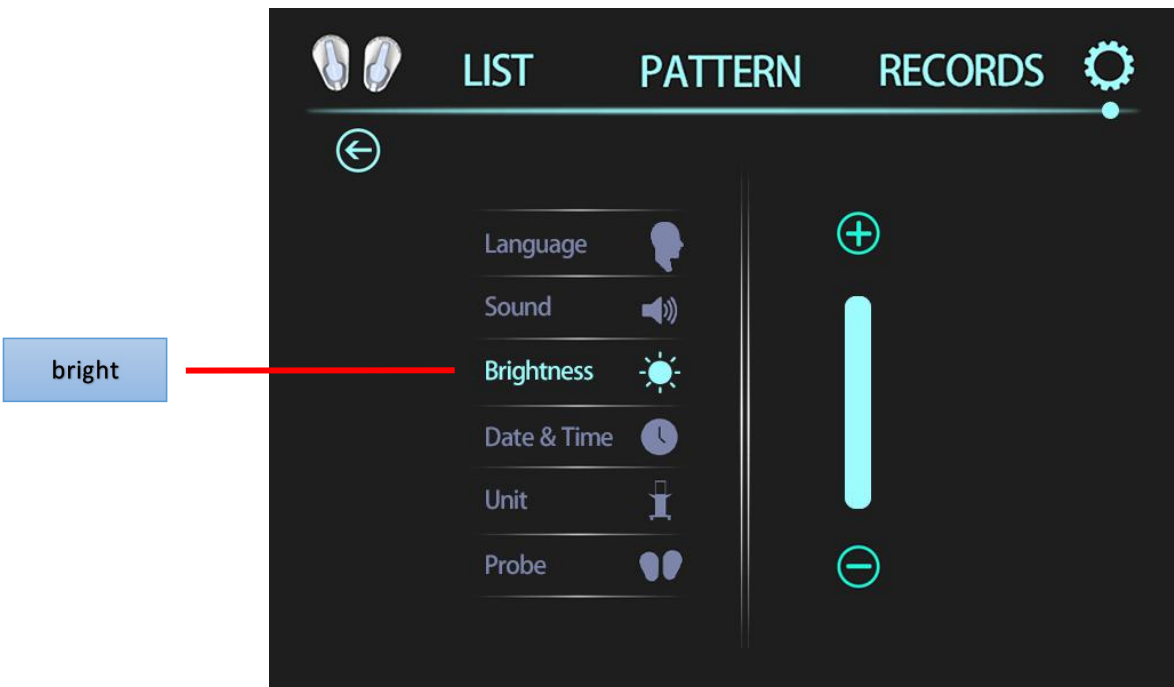 LIST PATTERN RECORDS
Language
Sound
bright
Brightness
Date & Time
Unit
Probe